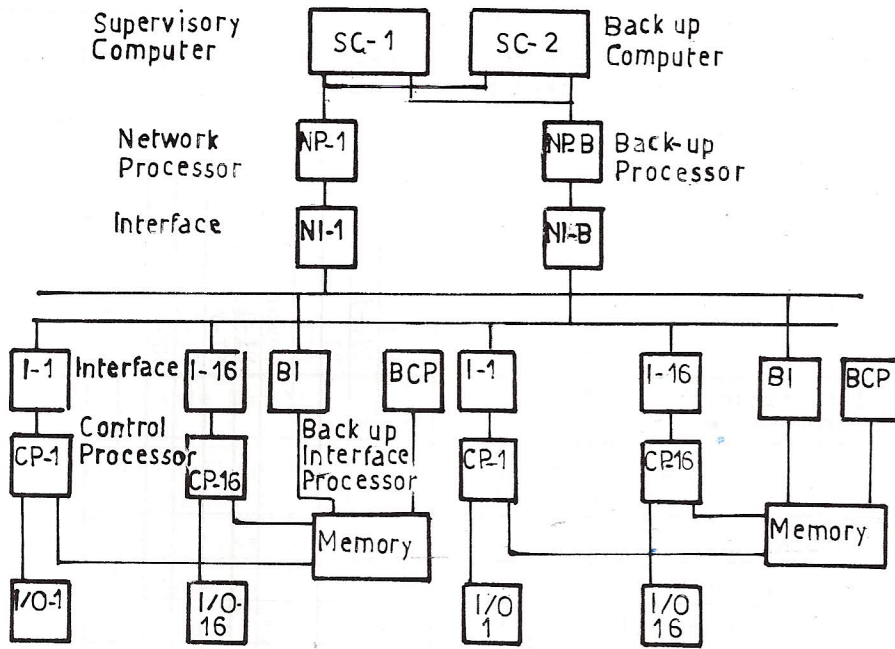 Supervisory
Computer
SC-1
SC-2
Back up
Computer
Network
Processor
NP-1
NP.B
Back-up
Processor
Interface
NI-1
NI-B
I-1
Interface
I-16
BI
BCP
I-1
I-16
BI
BCP
Control
Processor
CP-1
CP-16
Back up
Interface
Processor
CP-1
CP-16
Memory
Memory
I/O-1
I/O-
16
I/O
1
I/O
16